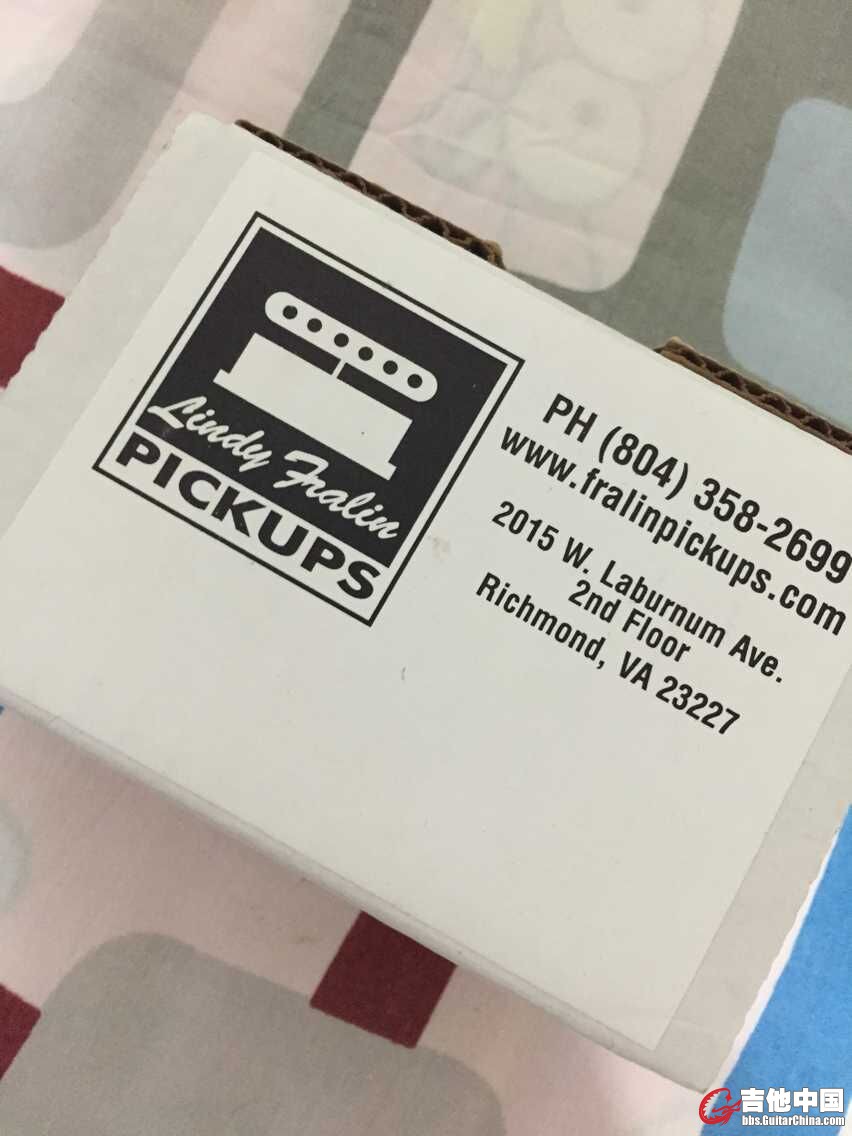 Lindy Fralin
PICKUPS
PH (804) 358-2699
www.fralinpickups.com
2015 W. Laburnum Ave.
2nd Floor
Richmond, VA 23227
吉他中国
bbs.GuitarChina.com